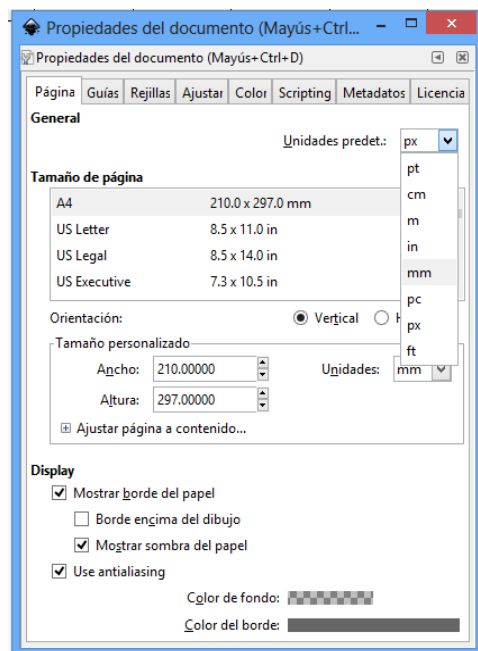 Propiedades del documento (Mayús+Ctrl...
Propiedades del documento (Mayús+Ctrl+D)
Página Guías Rejillas Ajustar Color Scripting Metadatos Licencia
General
Unidades predet.: px
pt
Tamaño de página
cm
A4 210.0 x 297.0 mm
m
US Letter 8.5 x 11.0 in
in
US Legal 8.5 x 14.0 in
mm
US Executive 7.3 x 10.5 in
pc
Orientación: Vertical H
px
Tamaño personalizado
ft
Ancho: 210.00000 Unidades: mm
Altura: 297.00000
Ajustar página a contenido...
Display
Mostrar borde del papel
Borde encima del dibujo
Mostrar sombra del papel
Use antialiasing
Color de fondo:
Color del borde: